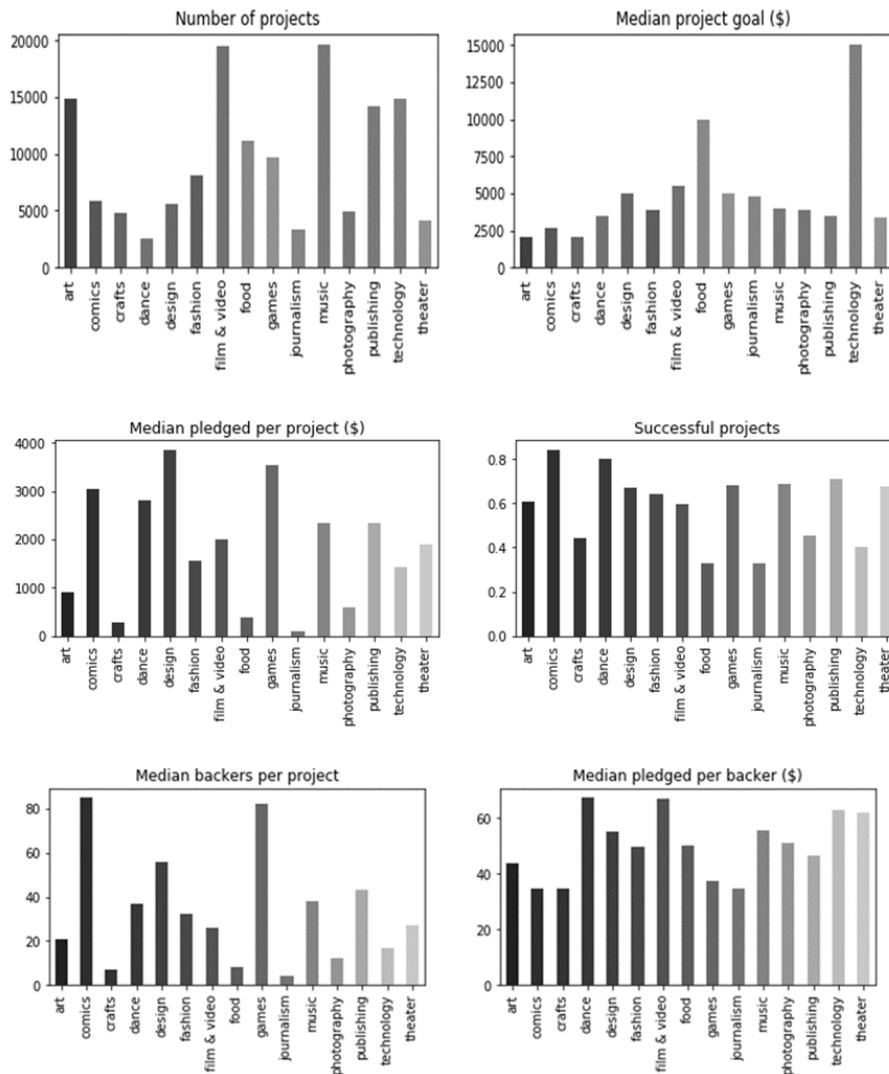 Number of projects
20000
15000
10000
5000
0
art
comics
crafts
dance
design
fashion
film & video
food
games
journalism
music
photography
publishing
technology
theater
Median project goal ($)
15000
12500
10000
7500
5000
2500
0
art
comics
crafts
dance
design
fashion
film & video
food
games
journalism
music
photography
publishing
technology
theater
Median pledged per project ($)
4000
3000
2000
1000
0
art
comics
crafts
dance
design
fashion
film & video
food
games
journalism
music
photography
publishing
technology
theater
Successful projects
0.8
0.6
0.4
0.2
0.0
art
comics
crafts
dance
design
fashion
film & video
food
games
journalism
music
photography
publishing
technology
theater
Median backers per project
80
60
40
20
0
art
comics
crafts
dance
design
fashion
film & video
food
games
journalism
music
photography
publishing
technology
theater
Median pledged per backer ($)
60
40
20
0
art
comics
crafts
dance
design
fashion
film & video
food
games
journalism
music
photography
publishing
technology
theater